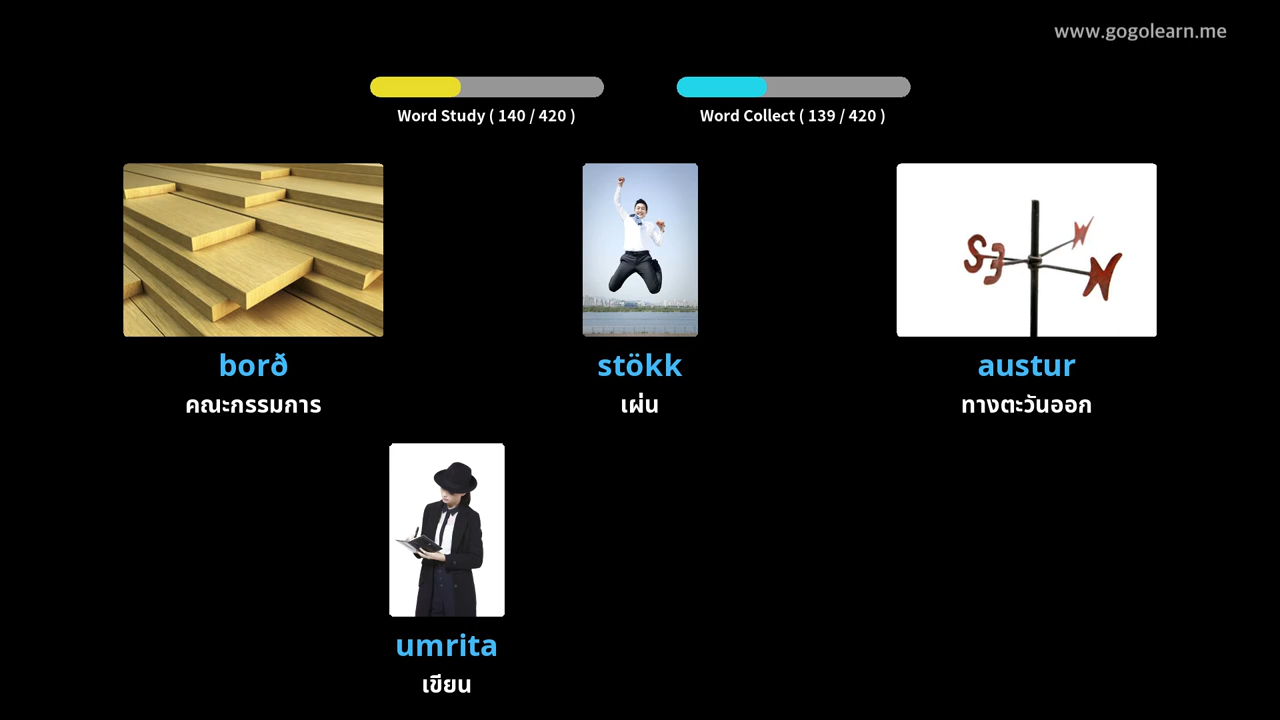 www.gogolearn.me
Word Study ( 140 / 420 )
Word Collect ( 139 / 420 )
borð
คณะกรรมการ
stökk
เผ่น
austur
ทางตะวันออก
umrita
เขียน